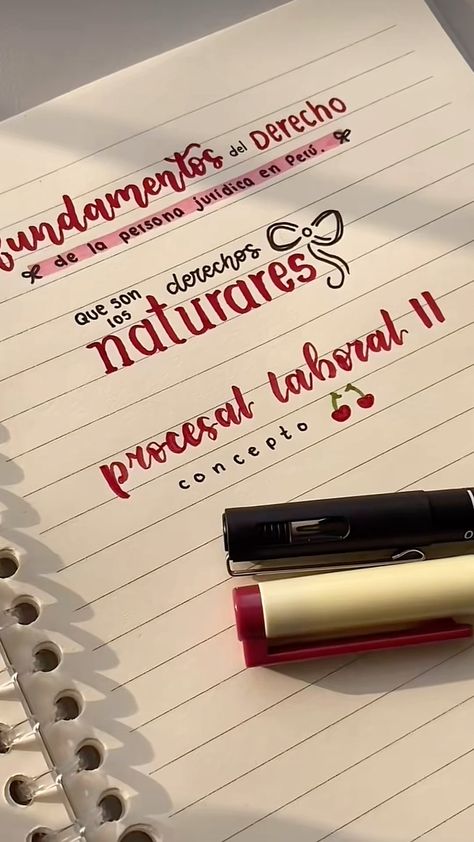 fundamentos del Derecho
de la persona jurídica en Perú.
Que son los derechos
naturares
procesal laboral II
concepto